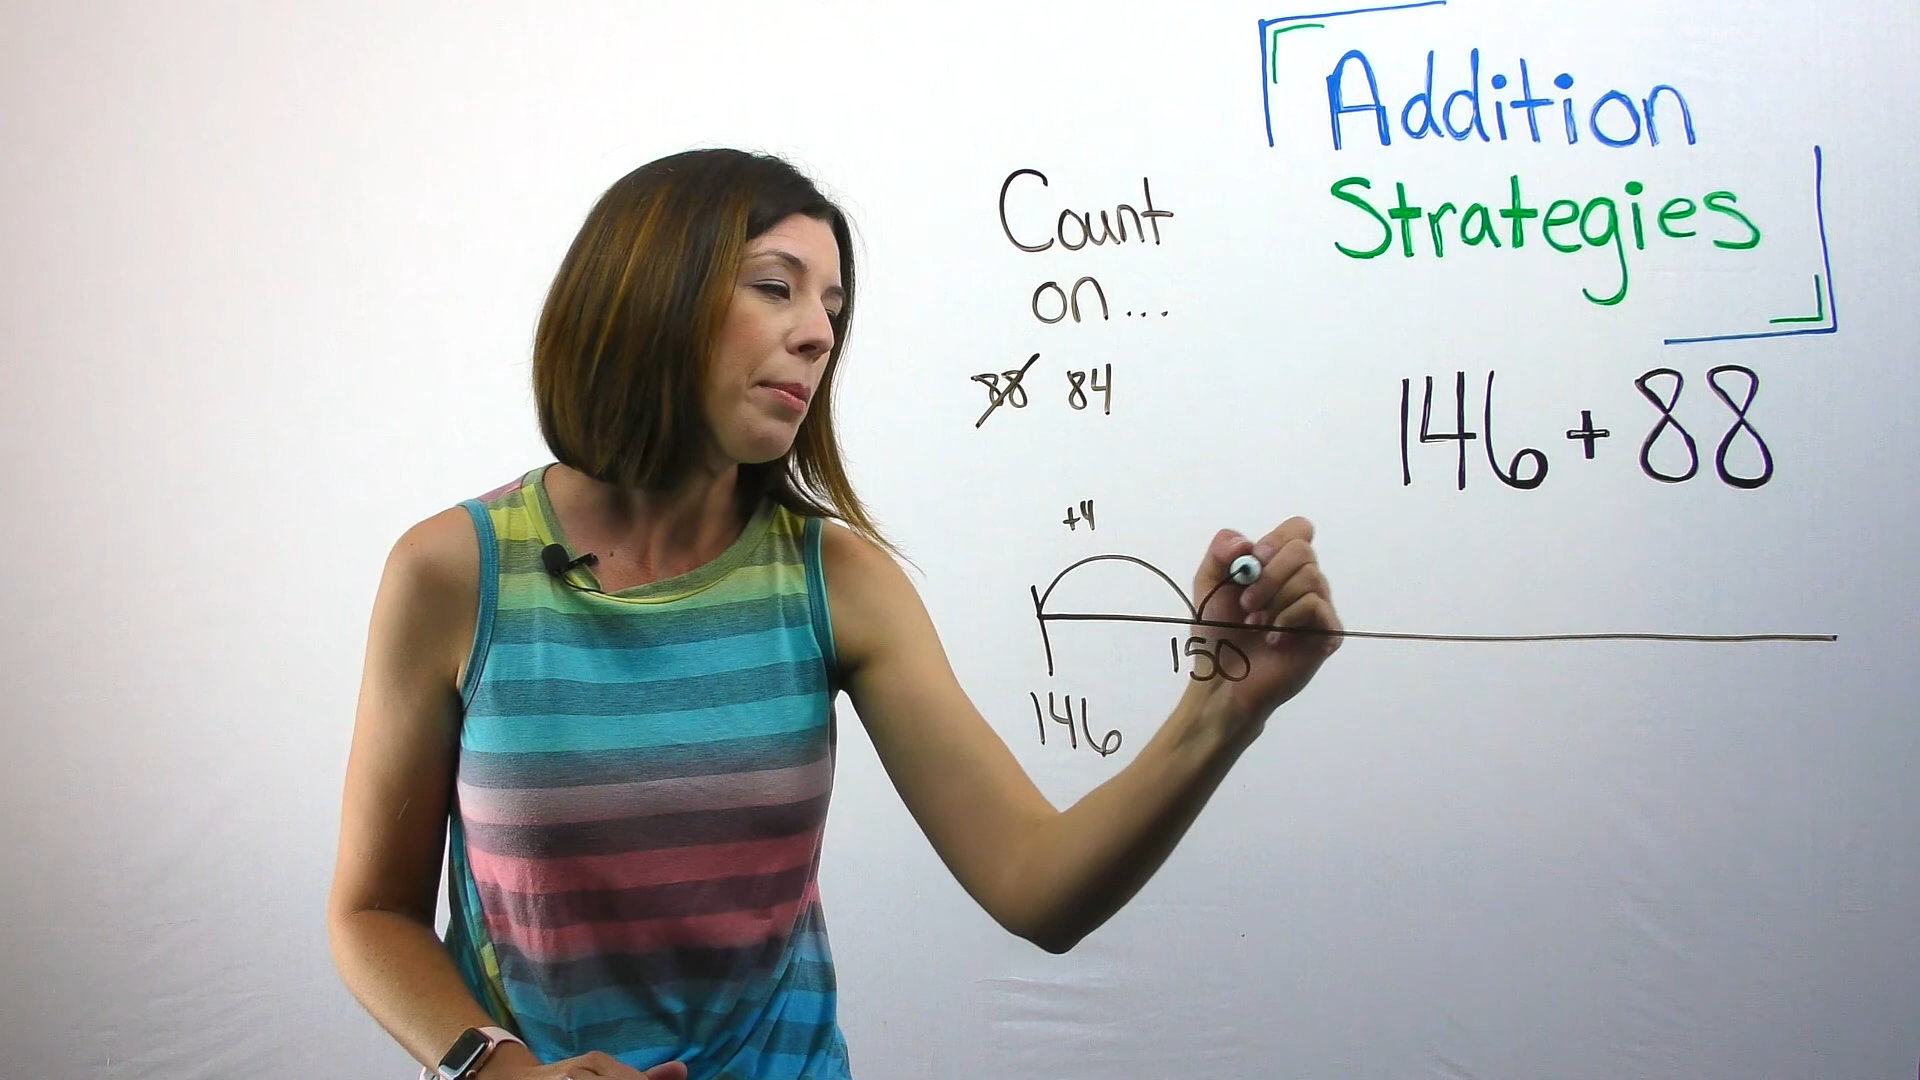 Addition
Strategies
Count
on...
88 84
146 + 88
+4
150
146